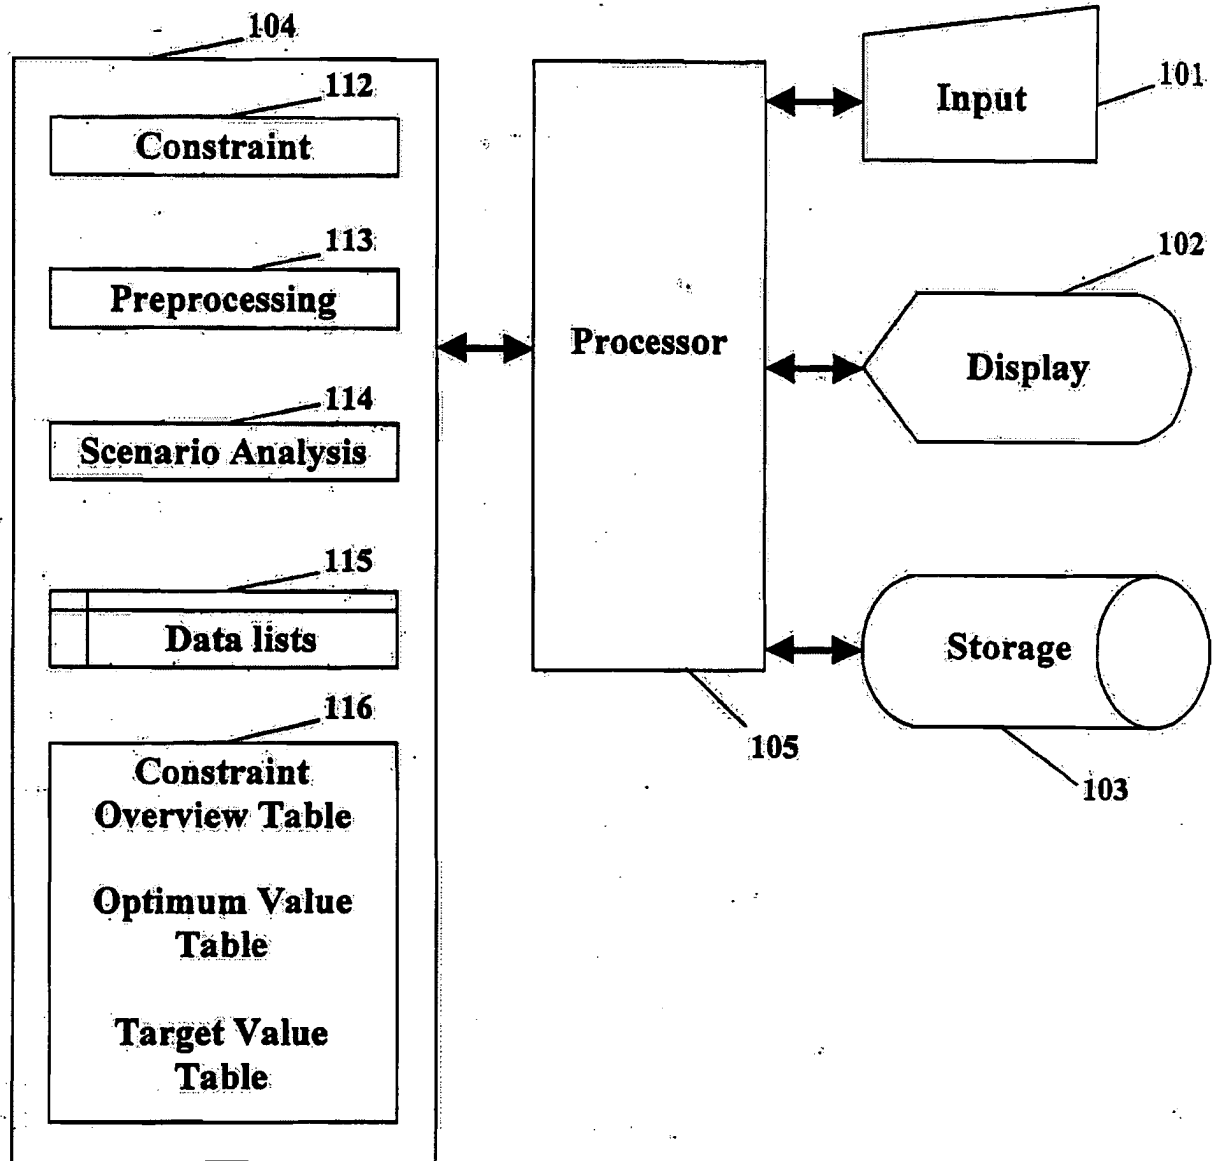 104
112
Constraint
113
Preprocessing
114
Scenario Analysis
115
Data lists
116
Constraint
Overview Table
Optimum Value
Table
Target Value
Table
Processor
105
Input
101
102
Display
Storage
103